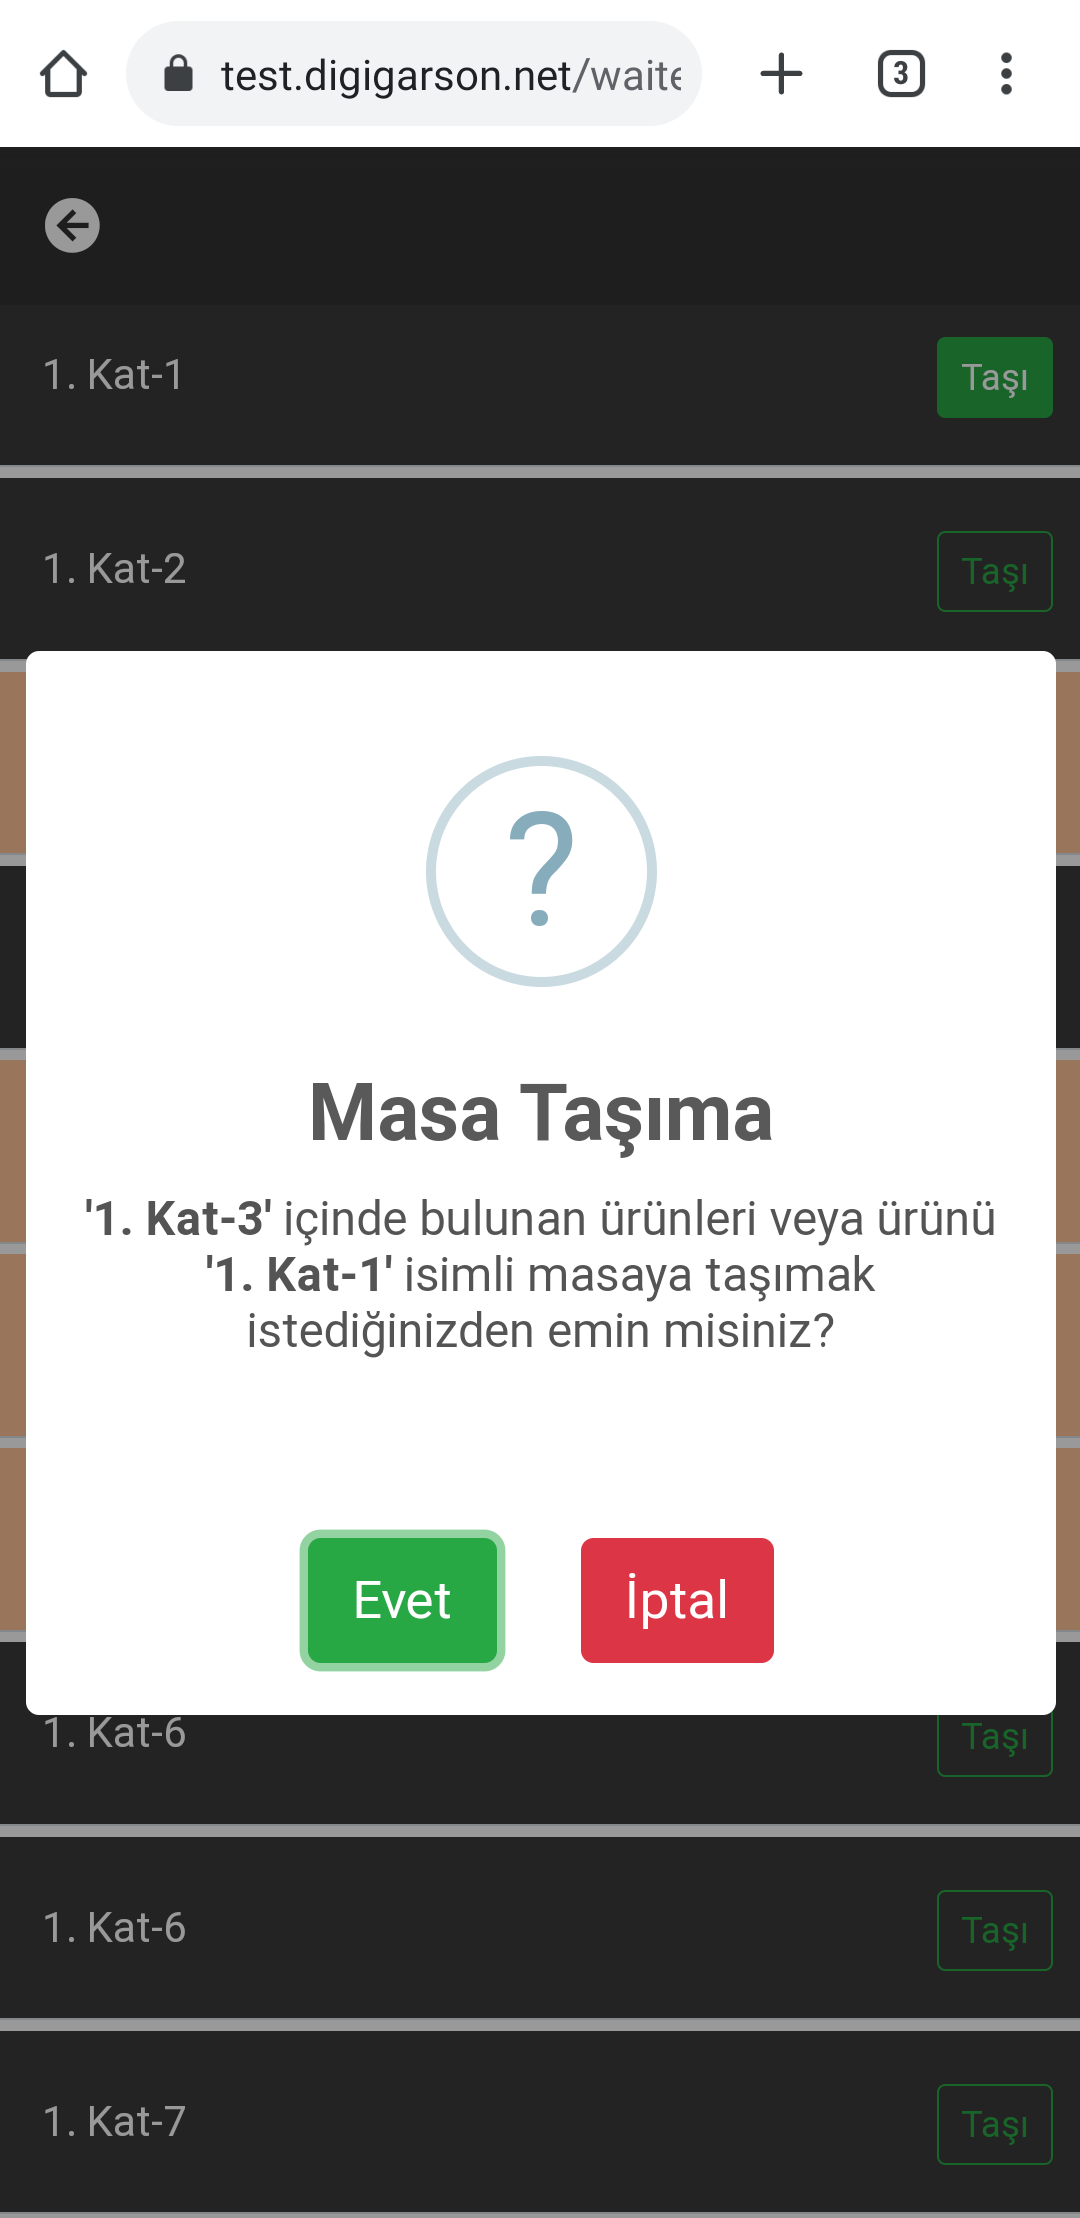 test.digigarson.net/waite
3
1. Kat-1
Taşı
1. Kat-2
Taşı
?
Masa Taşıma
'1. Kat-3' içinde bulunan ürünleri veya ürünü
'1. Kat-1' isimli masaya taşımak
istediğinizden emin misiniz?
Evet
İptal
1. Kat-6
Taşı
1. Kat-6
Taşı
1. Kat-7
Taşı